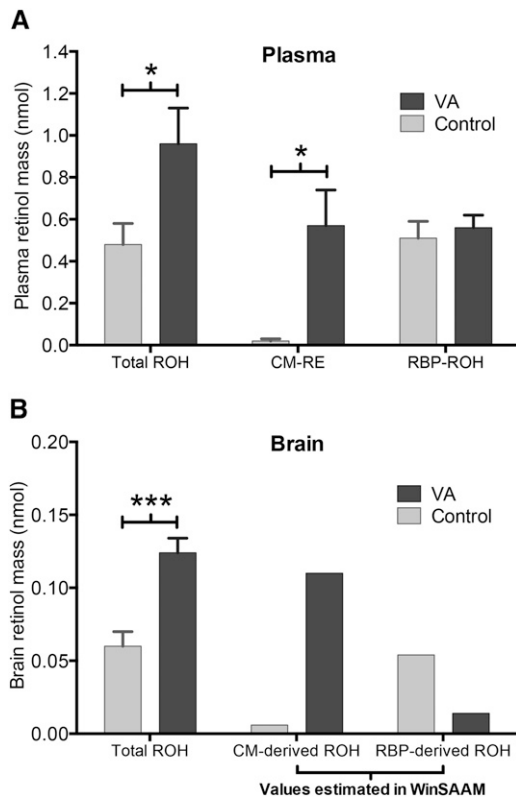 A
Plasma
Plasma retinol mass (nmol)
1.4
1.2
1.0
0.8
0.6
0.4
0.2
0.0
*
*
VA
Control
Total ROH CM-RE RBP-ROH
B
Brain
Brain retinol mass (nmol)
0.20
0.15
0.10
0.05
0.00
***
VA
Control
Total ROH CM-derived ROH RBP-derived ROH
Values estimated in WinSAAM